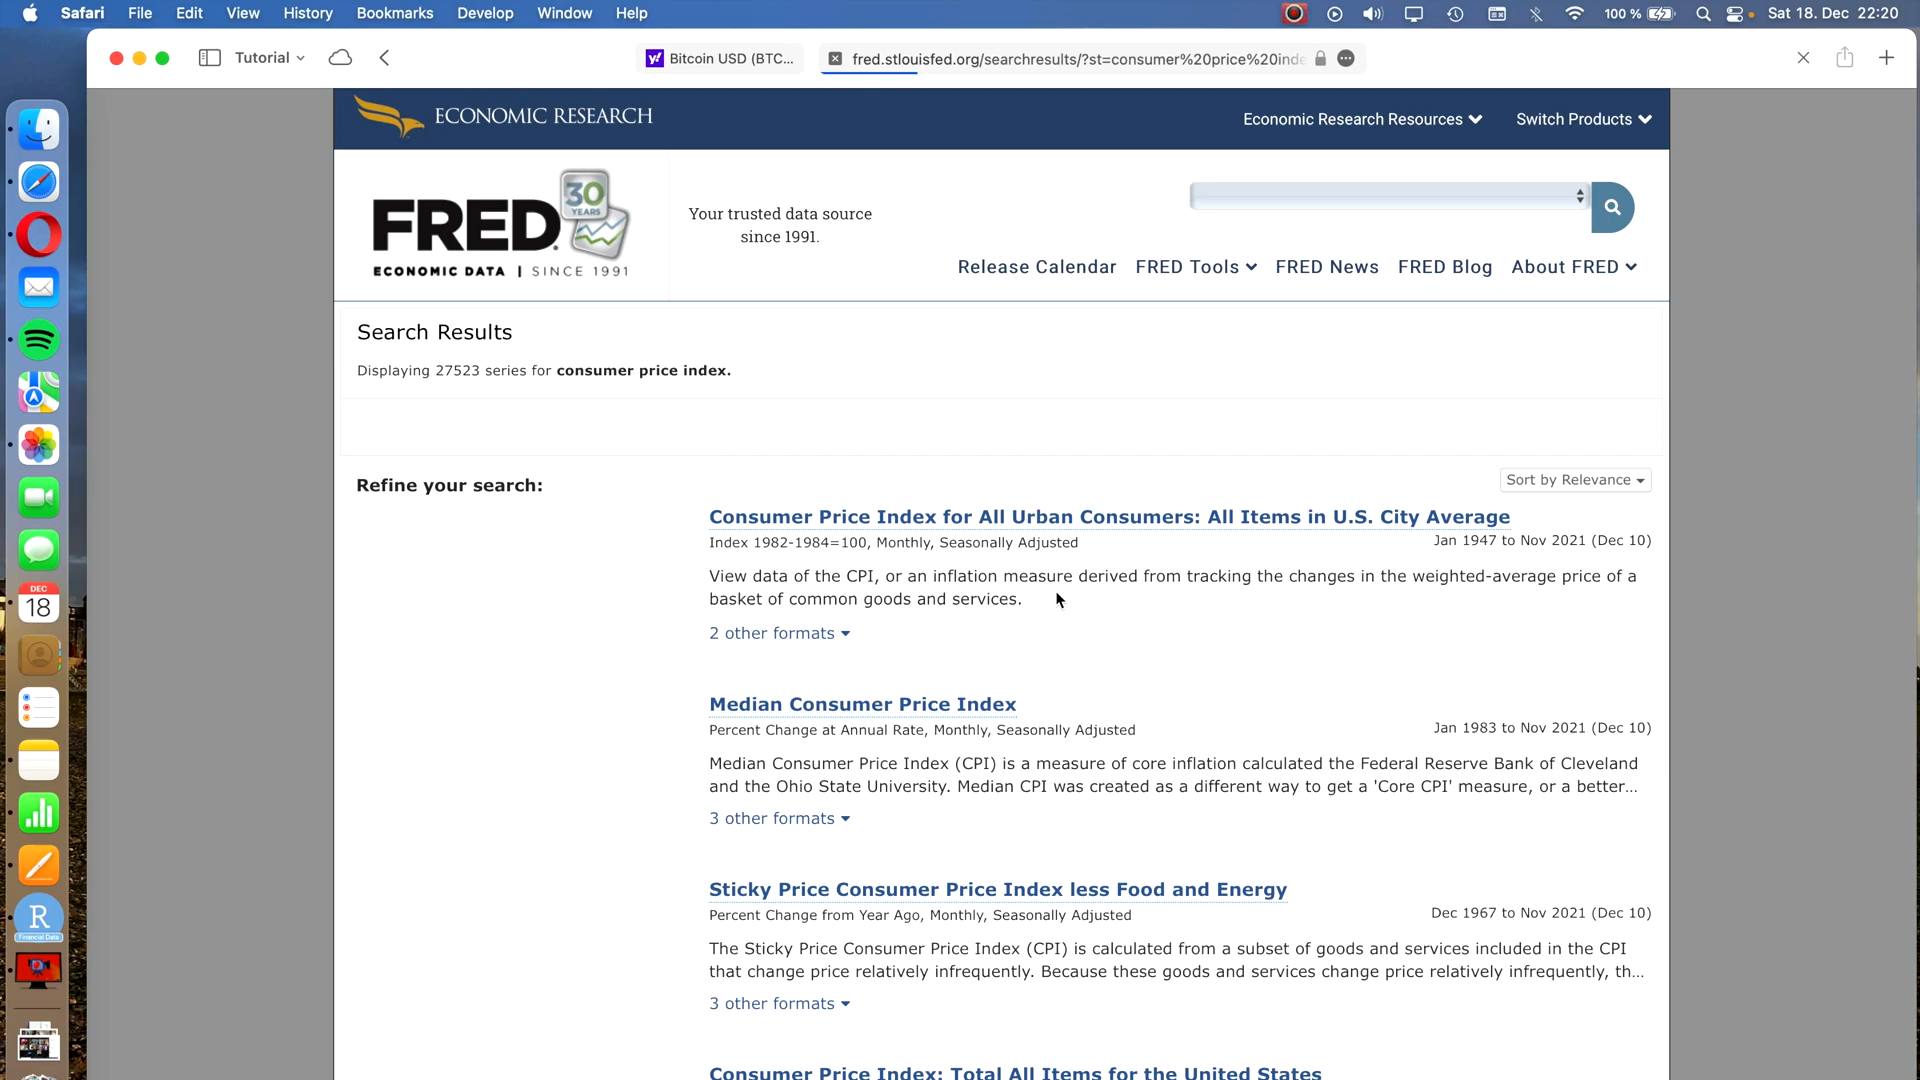 Safari File Edit View History Bookmarks Develop Window Help 100 % Sat 18. Dec 22:20
Tutorial Bitcoin USD (BTC... fred.stlouisfed.org/searchresults/?st=consumer%20price%20inde
ECONOMIC RESEARCH
Economic Research Resources Switch Products
30
YEARS
FRED
ECONOMIC DATA | SINCE 1991
Your trusted data source
since 1991.
Release Calendar FRED Tools FRED News FRED Blog About FRED
Search Results
Displaying 27523 series for consumer price index.
Refine your search:
Sort by Relevance
Consumer Price Index for All Urban Consumers: All Items in U.S. City Average
Index 1982-1984=100, Monthly, Seasonally Adjusted Jan 1947 to Nov 2021 (Dec 10)
View data of the CPI, or an inflation measure derived from tracking the changes in the weighted-average price of a
basket of common goods and services.
2 other formats
Median Consumer Price Index
Percent Change at Annual Rate, Monthly, Seasonally Adjusted Jan 1983 to Nov 2021 (Dec 10)
Median Consumer Price Index (CPI) is a measure of core inflation calculated the Federal Reserve Bank of Cleveland
and the Ohio State University. Median CPI was created as a different way to get a 'Core CPI' measure, or a better...
3 other formats
Sticky Price Consumer Price Index less Food and Energy
Percent Change from Year Ago, Monthly, Seasonally Adjusted Dec 1967 to Nov 2021 (Dec 10)
The Sticky Price Consumer Price Index (CPI) is calculated from a subset of goods and services included in the CPI
that change price relatively infrequently. Because these goods and services change price relatively infrequently, th...
3 other formats
Consumer Price Index: Total All Items for the United States
DEC
18
R
Financial Data